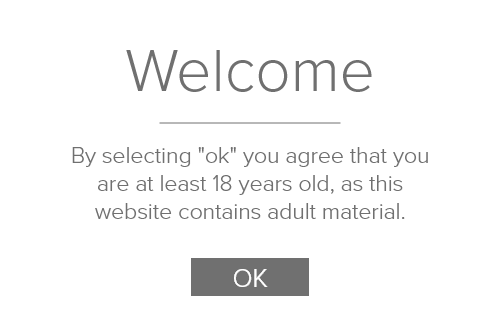 Welcome
By selecting "ok" you agree that you
are at least 18 years old, as this
website contains adult material.
OK